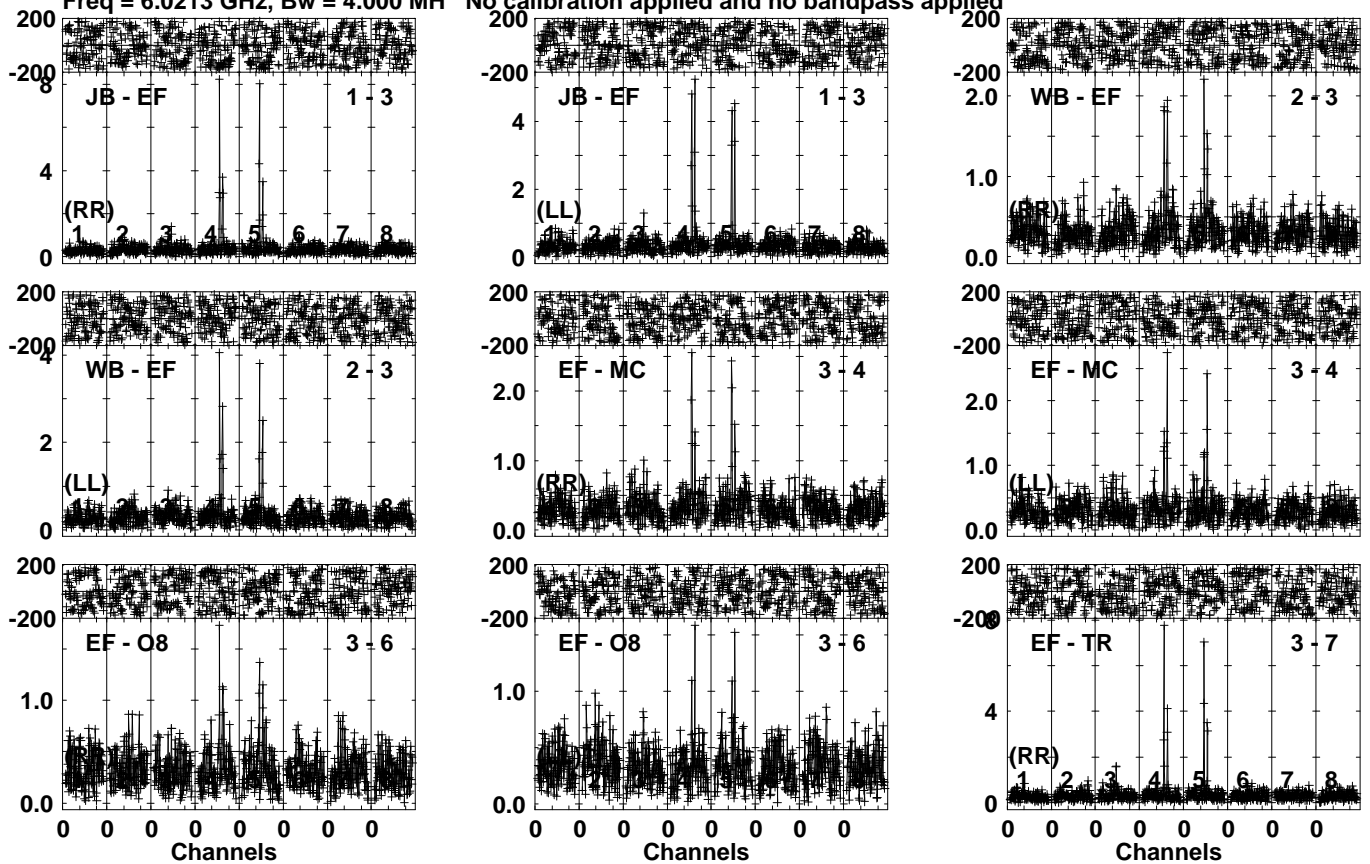 Freq = 6.0213 GHz, Bw = 4.000 MH No calibration applied and no bandpass applied
200 200 200
-200 -200 -200
JB - EF 1 - 3 JB - EF 1 - 3 WB - EF 2 - 3
8 4 0
4 2 0
2.0 1.0 0.0
(RR) (LL) (RR)
1 2 3 4 5 6 7 8 1 2 3 4 5 6 7 8
200 200 200
-200 -200 -200
WB - EF 2 - 3 EF - MC 3 - 4 EF - MC 3 - 4
4 2 0
2.0 1.0 0.0
2.0 1.0 0.0
(LL) (RR) (LL)
200 200 200
-200 -200 -200
EF - O8 3 - 6 EF - O8 3 - 6 EF - TR 3 - 7
1.0 0.0
1.0 0.0
8 4 0
(RR)
1 2 3 4 5 6 7 8
0 0 0 0 0 0 0 0 0 0 0 0 0 0 0 0 0 0 0 0 0 0 0 0
Channels Channels Channels